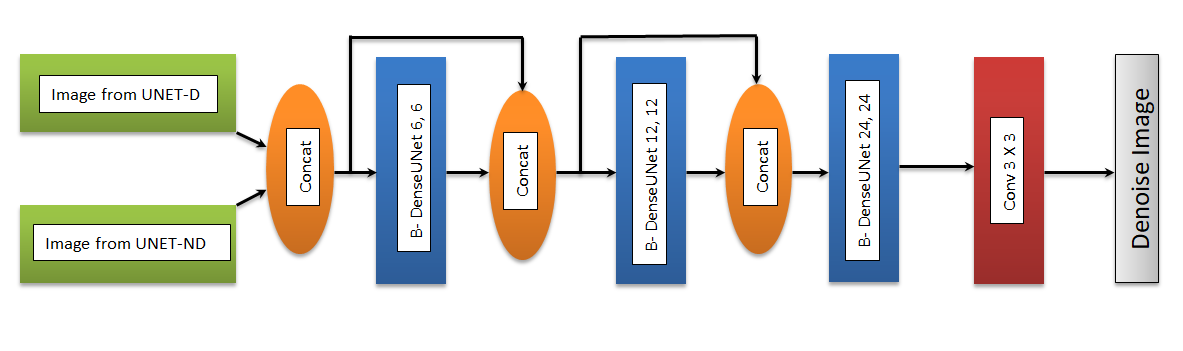 Image from UNET-D
Image from UNET-ND
Concat
B- DenseUNet 6, 6
Concat
B- DenseUNet 12, 12
Concat
B- DenseUNet 24, 24
Conv 3 X 3
Denoise Image